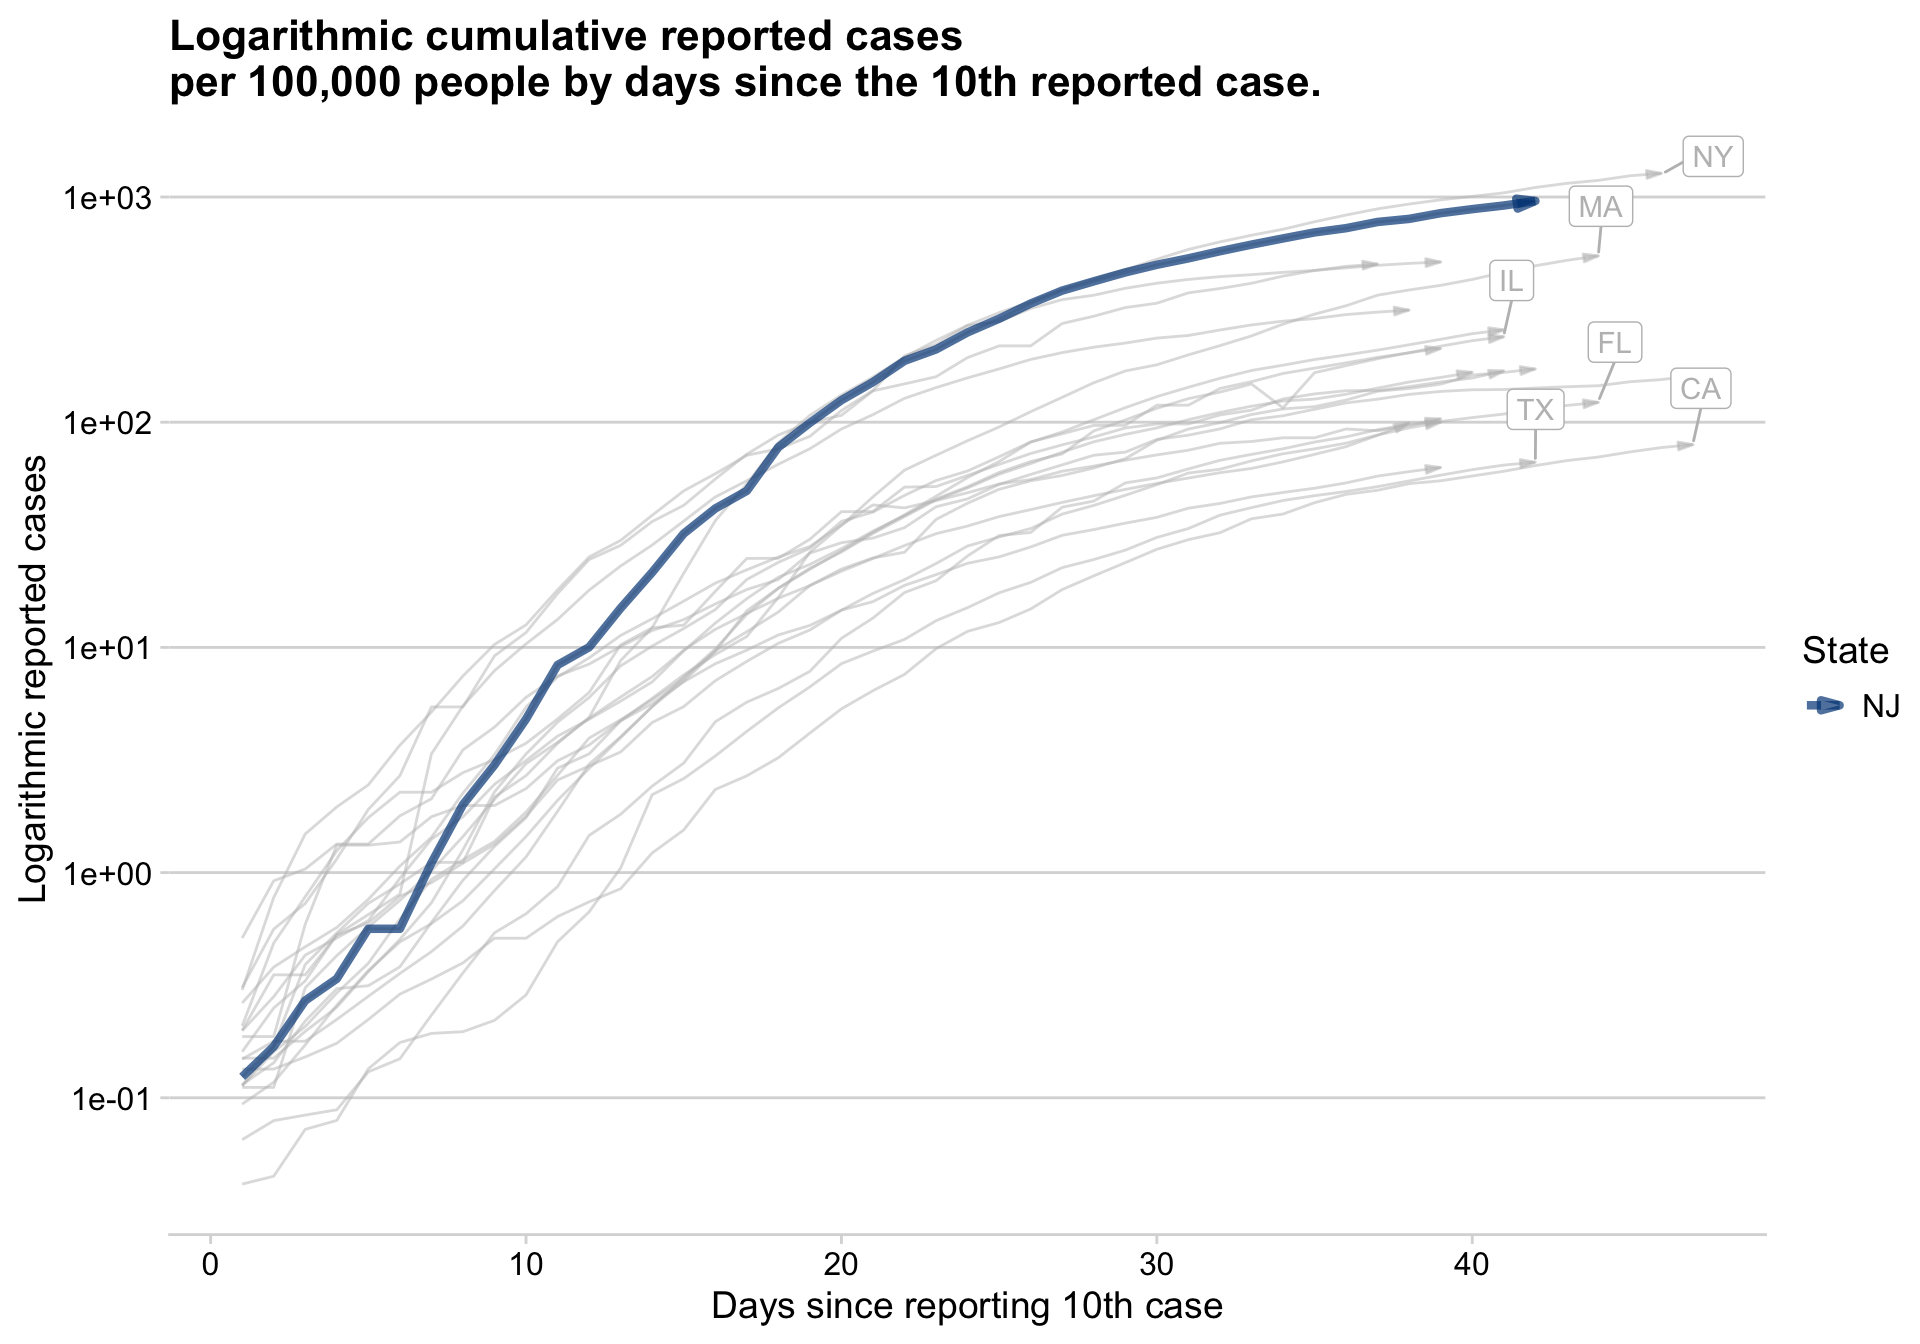 Logarithmic cumulative reported cases
per 100,000 people by days since the 10th reported case.
NY
1e+03
MA
IL
FL
CA
TX
1e+02
Logarithmic reported cases
1e+01
State
NJ
1e+00
1e-01
0 10 20 30 40
Days since reporting 10th case